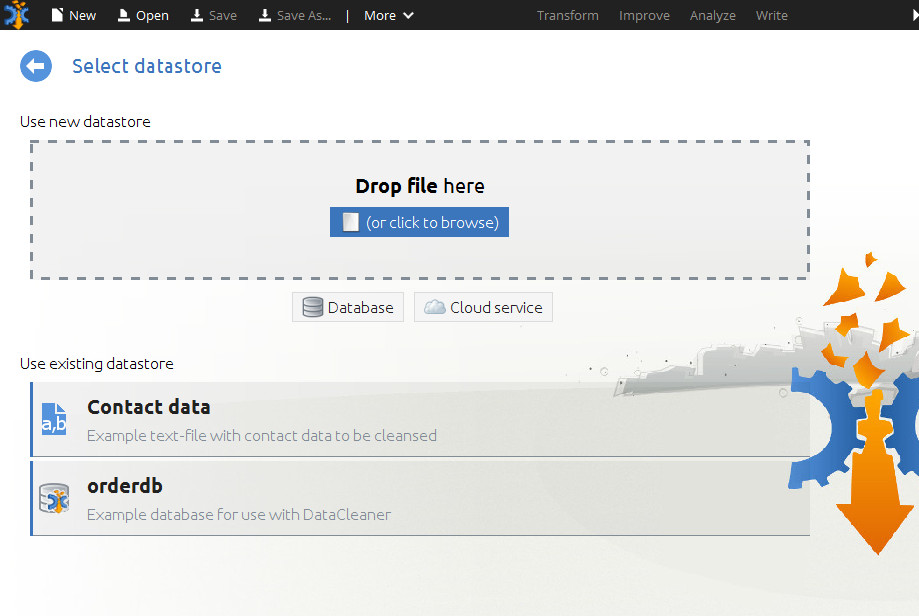 New Open Save Save As... | More Transform Improve Analyze Write
Select datastore
Use new datastore
Drop file here
(or click to browse)
Database Cloud service
Use existing datastore
a,b
Contact data
Example text-file with contact data to be cleansed
orderdb
Example database for use with DataCleaner